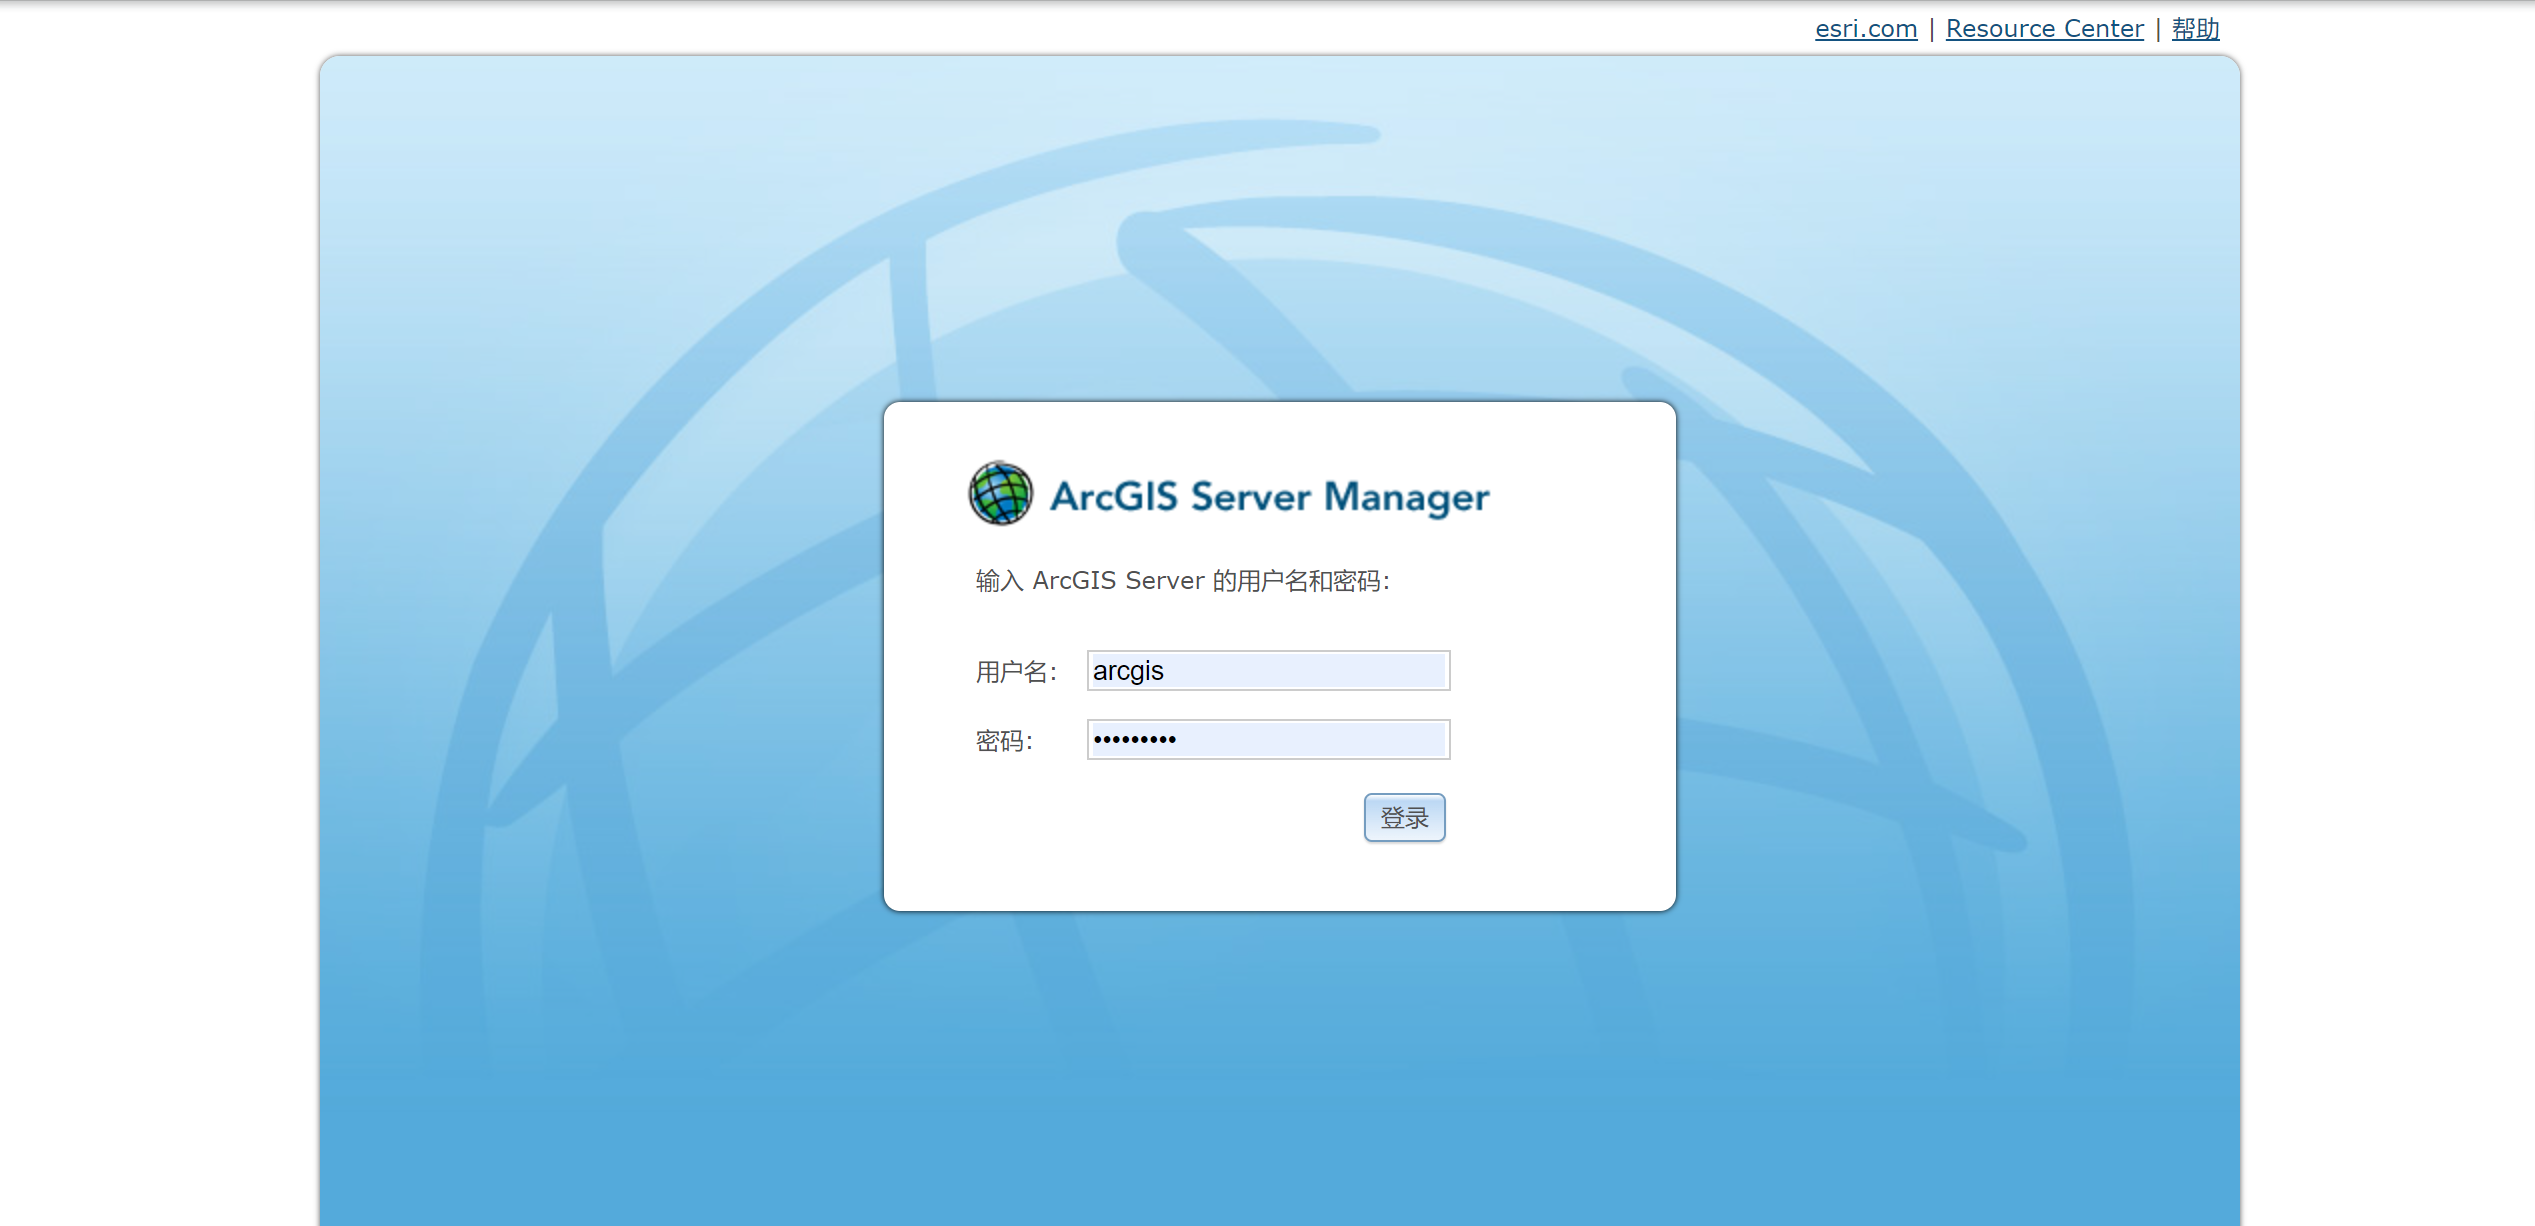 esri.com | Resource Center | 帮助
ArcGIS Server Manager
输入 ArcGIS Server 的用户名和密码:
用户名: arcgis
密码: •••••••••
登录